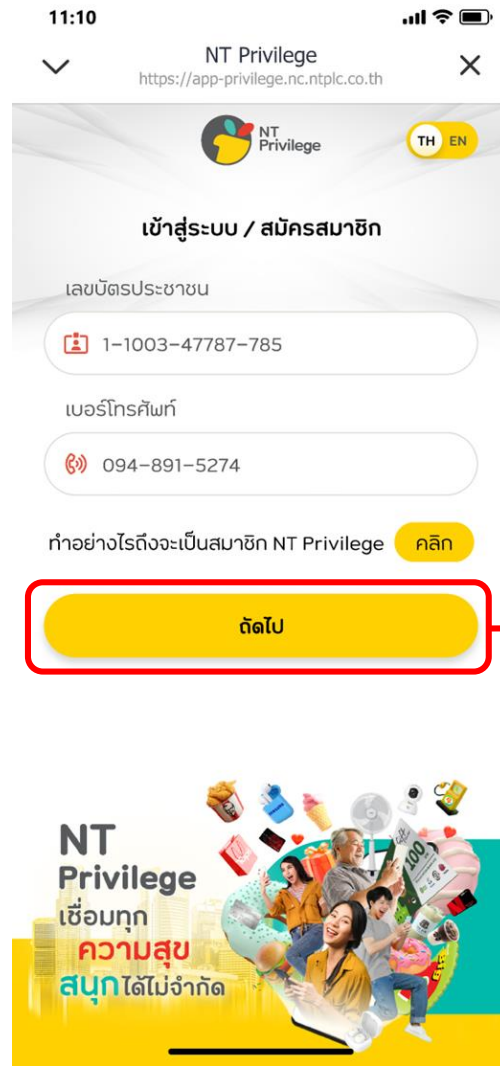 11:10
NT Privilege
https://app-privilege.nc.ntplc.co.th
NT
Privilege
TH EN
เข้าสู่ระบบ / สมัครสมาชิก
เลขบัตรประชาชน
1-1003-47787-785
เบอร์โทรศัพท์
094-891-5274
ทำอย่างไรถึงจะเป็นสมาชิก NT Privilege คลิก
ถัดไป
NT
Privilege
เชื่อมทุก
ความสุข
สนุกได้ไม่จำกัด
100